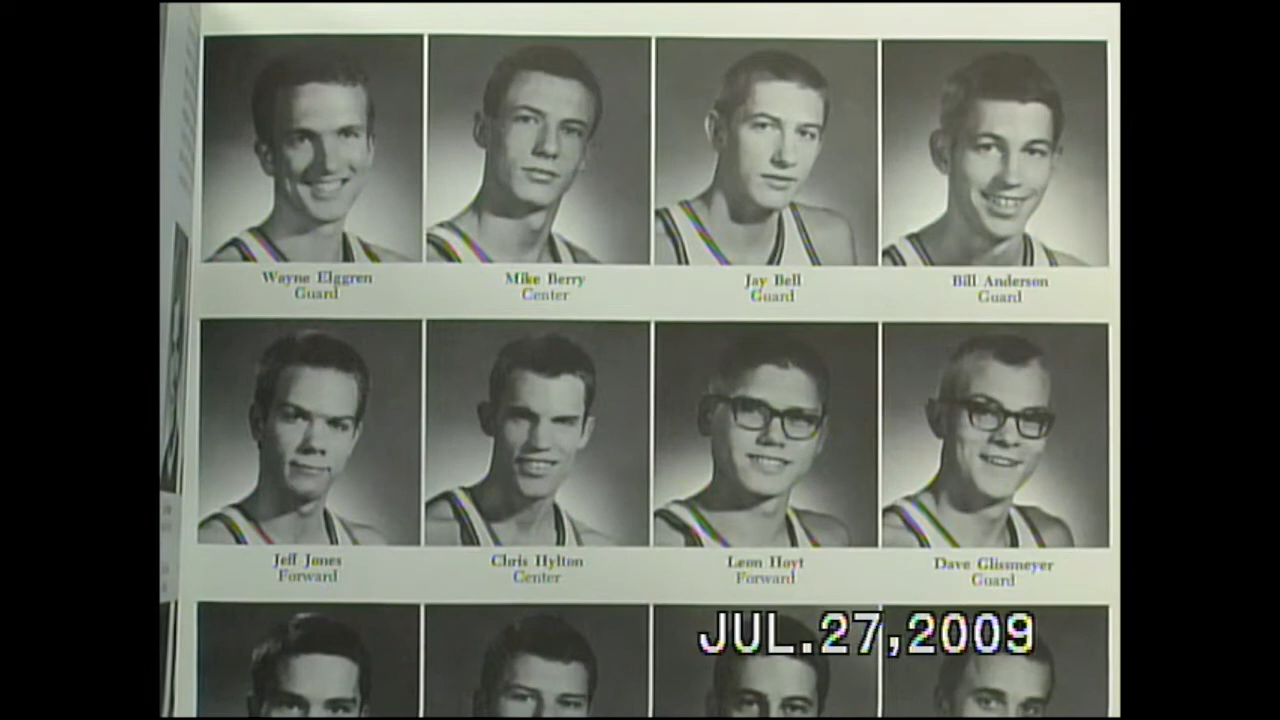 Wayne Elggren
Guard
Mike Berry
Center
Jay Bell
Guard
Bill Anderson
Guard
Jeff Jones
Forward
Chris Hylton
Center
Leon Hoyt
Forward
Dave Glismeyer
Guard
JUL.27,2009